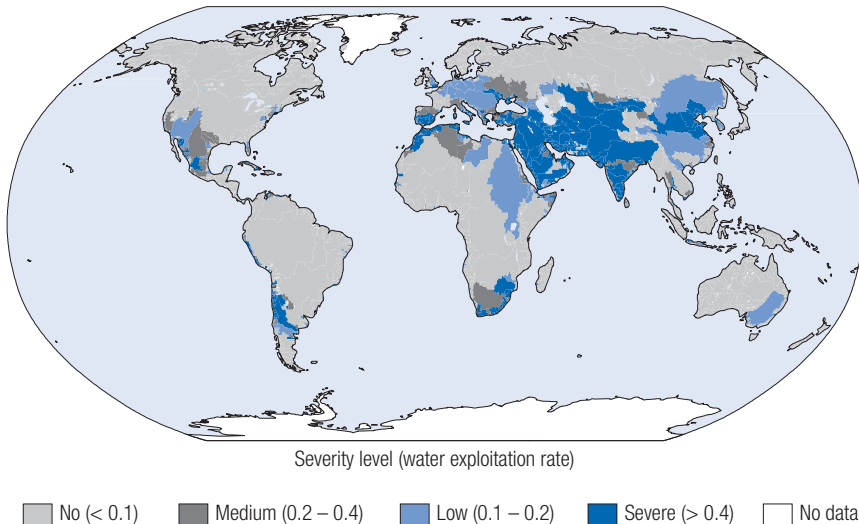 Severity level (water exploitation rate)
No (< 0.1)
Medium (0.2 – 0.4)
Low (0.1 – 0.2)
Severe (> 0.4)
No data